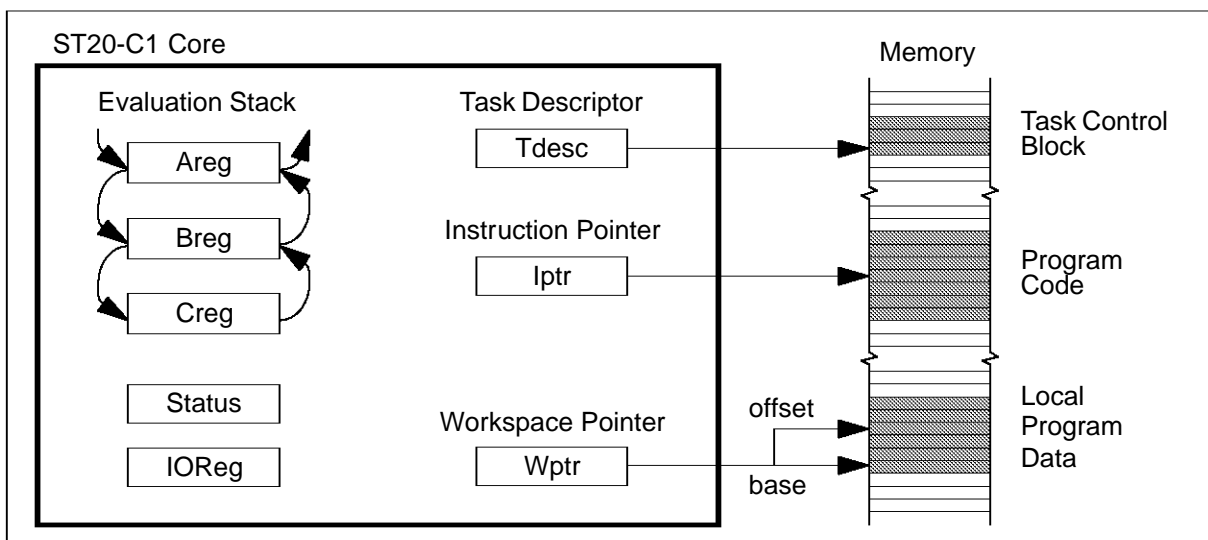 ST20-C1 Core
Memory
Evaluation Stack
Task Descriptor
Areg
Tdesc
Task Control
Block
Breg
Instruction Pointer
Iptr
Program
Code
Creg
Status
IOReg
Workspace Pointer
Wptr
offset
base
Local
Program
Data